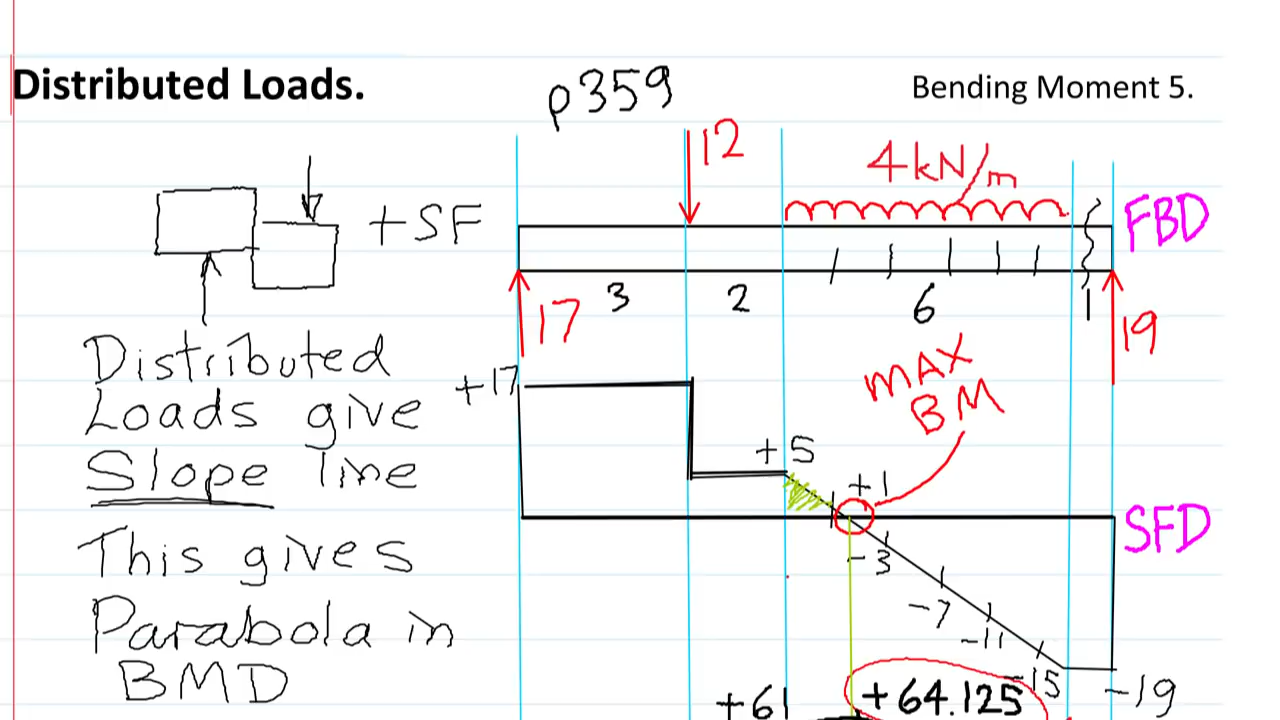 Distributed Loads.
p359
Bending Moment 5.
12
4kN/m
+SF
FBD
3
2
6
1
17
19
Distributed
Loads give
Slope line
This gives
Parabola in
BMD
+17
MAX
BM
+5
+1
SFD
-3
-7
-11
-15
-19
+61
+64.125